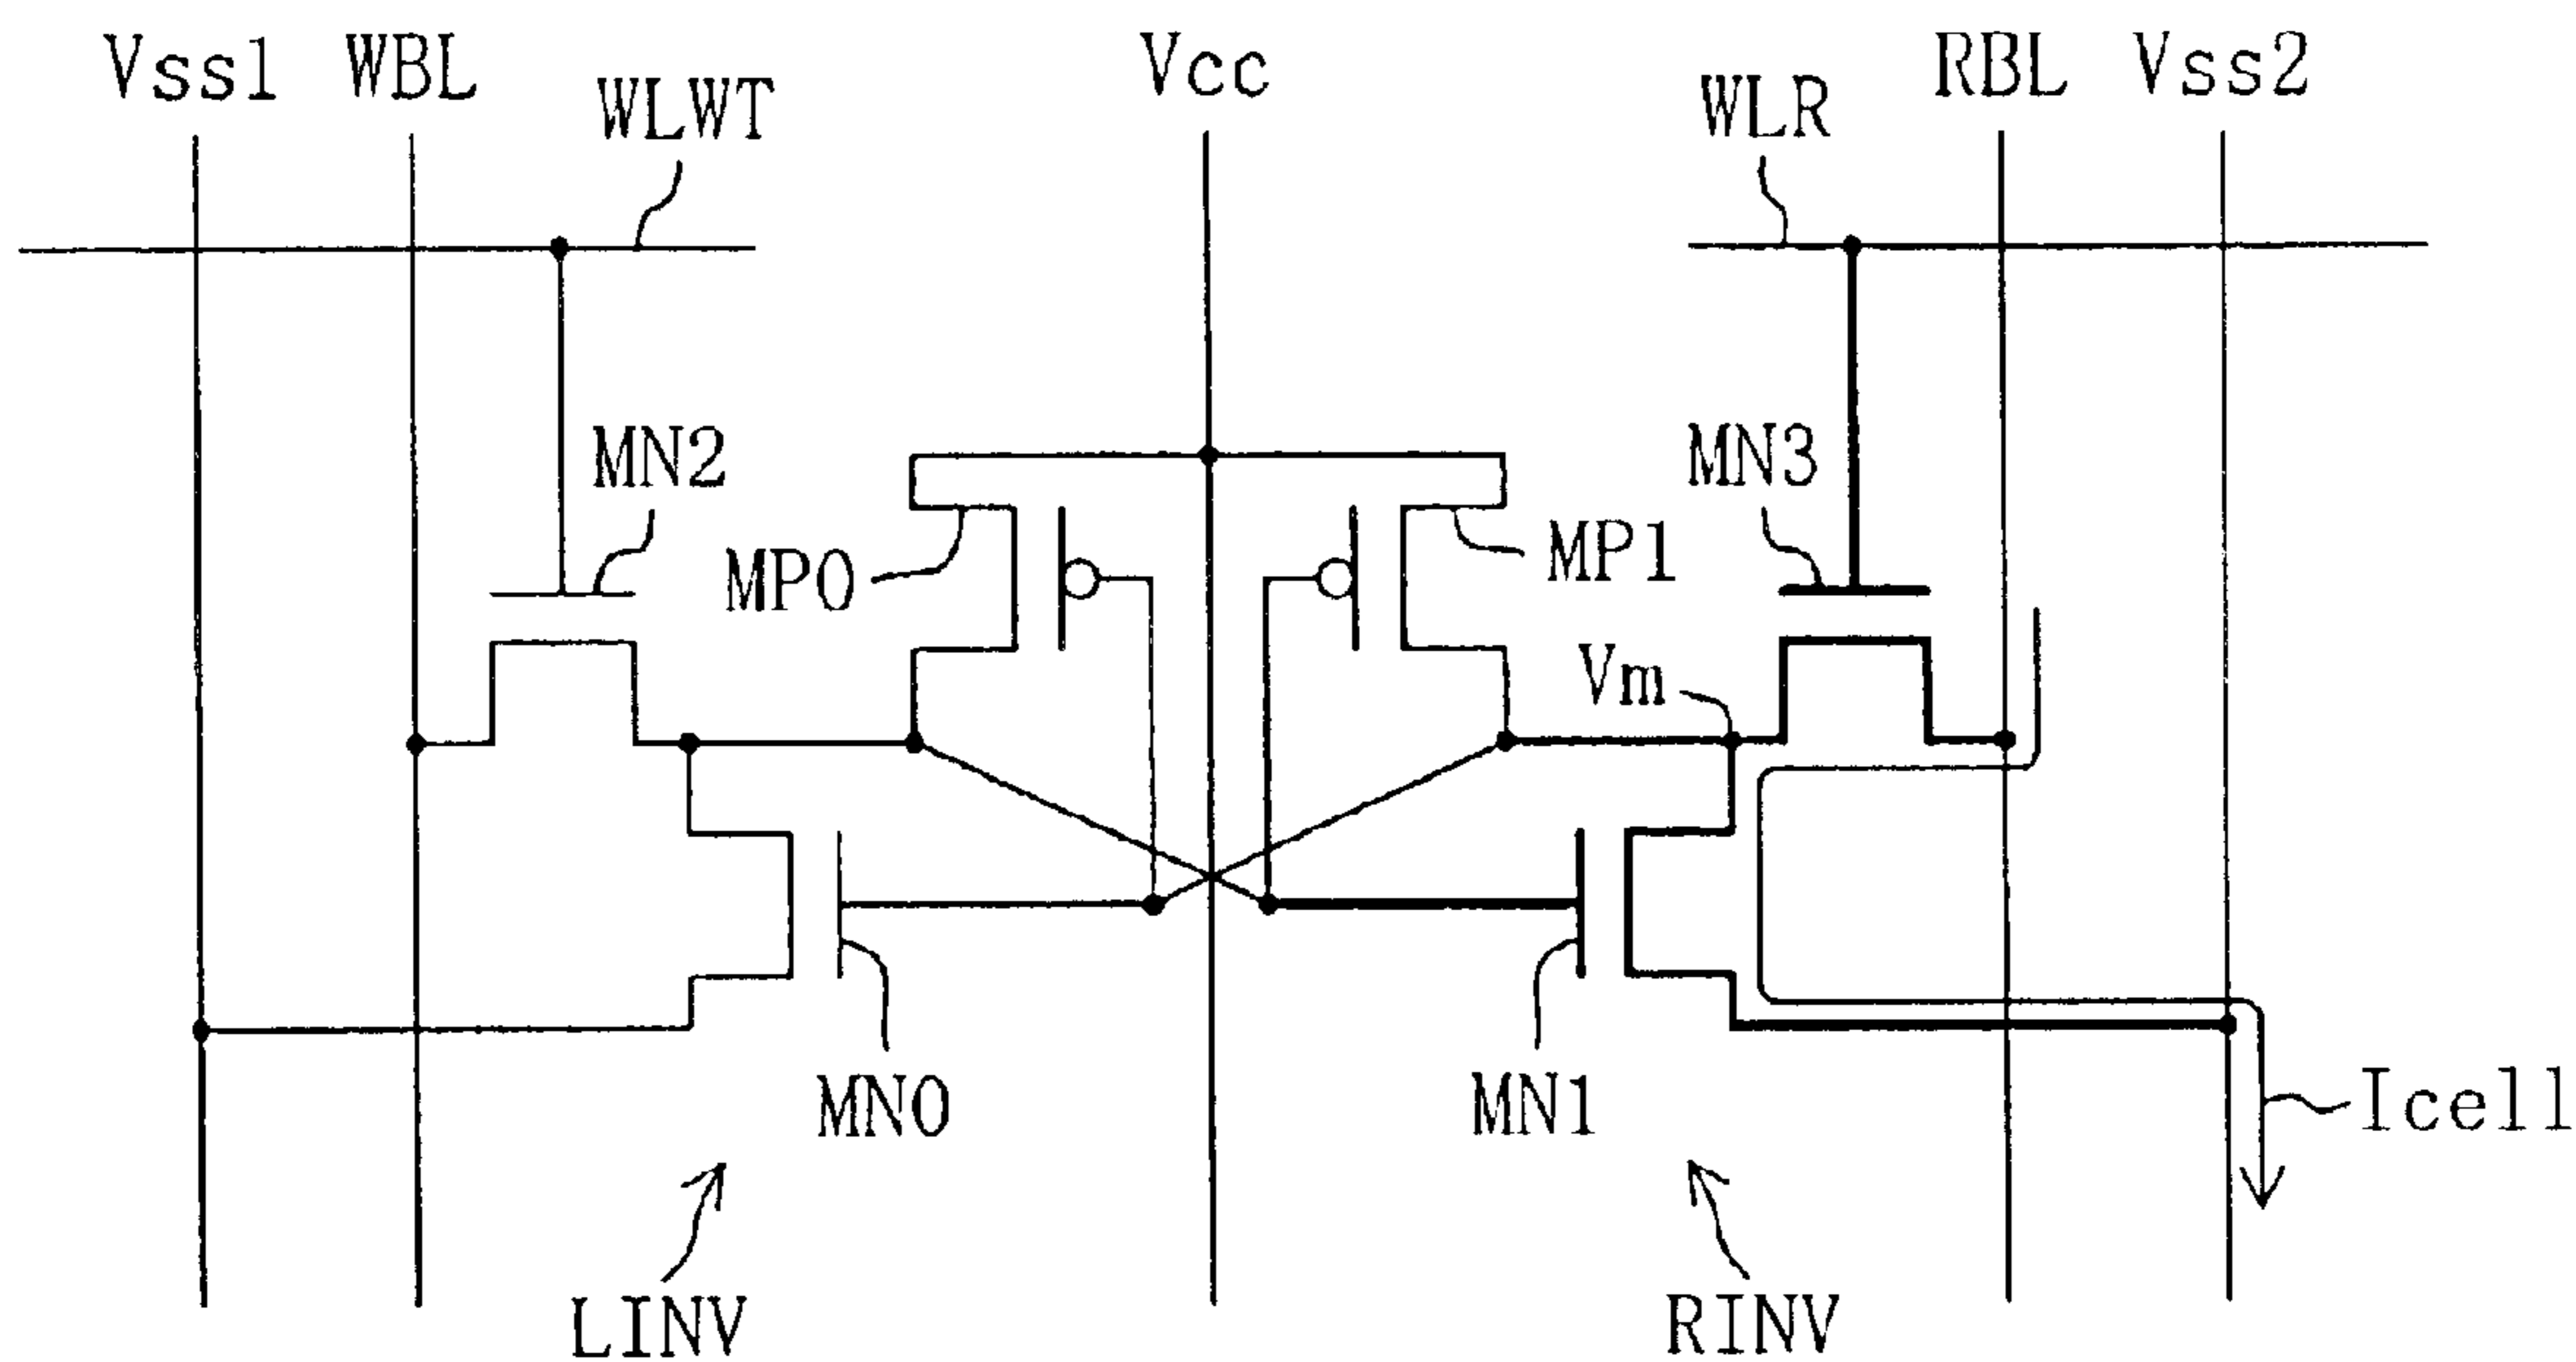 Vss1 WBL Vcc RBL Vss2
WLWT WLR
MN2 MN3
MP0 MP1
Vm
MN0 MN1 Icell
LINV RINV